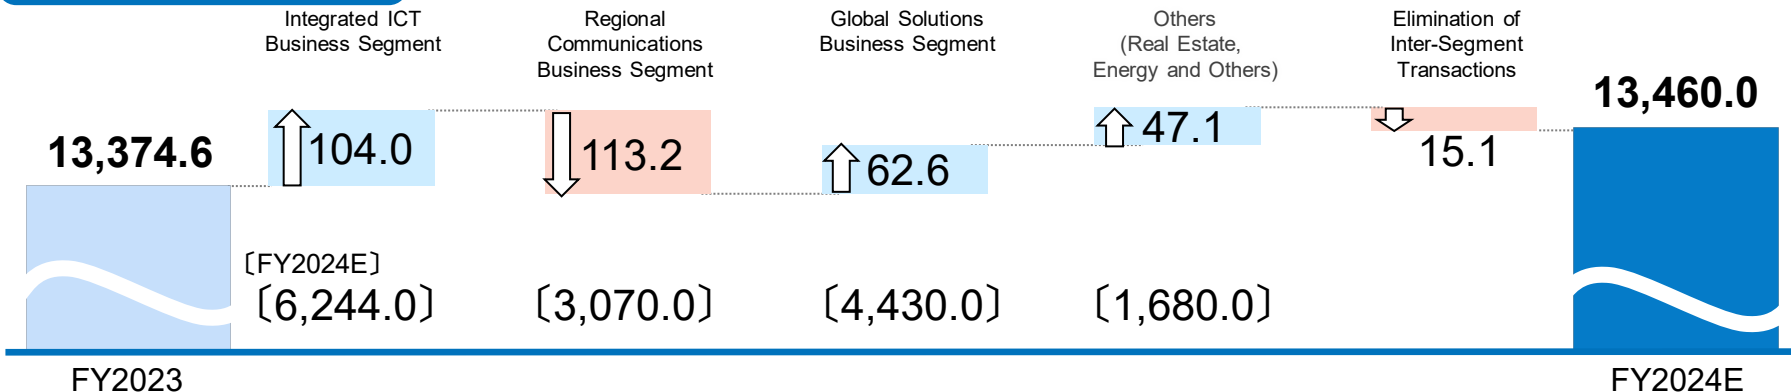 Integrated ICT
Business Segment
Regional
Communications
Business Segment
Global Solutions
Business Segment
Others
(Real Estate,
Energy and Others)
Elimination of
Inter-Segment
Transactions
13,374.6
104.0
113.2
62.6
47.1
15.1
13,460.0
〔FY2024E〕
〔6,244.0〕
〔3,070.0〕
〔4,430.0〕
〔1,680.0〕
FY2023
FY2024E